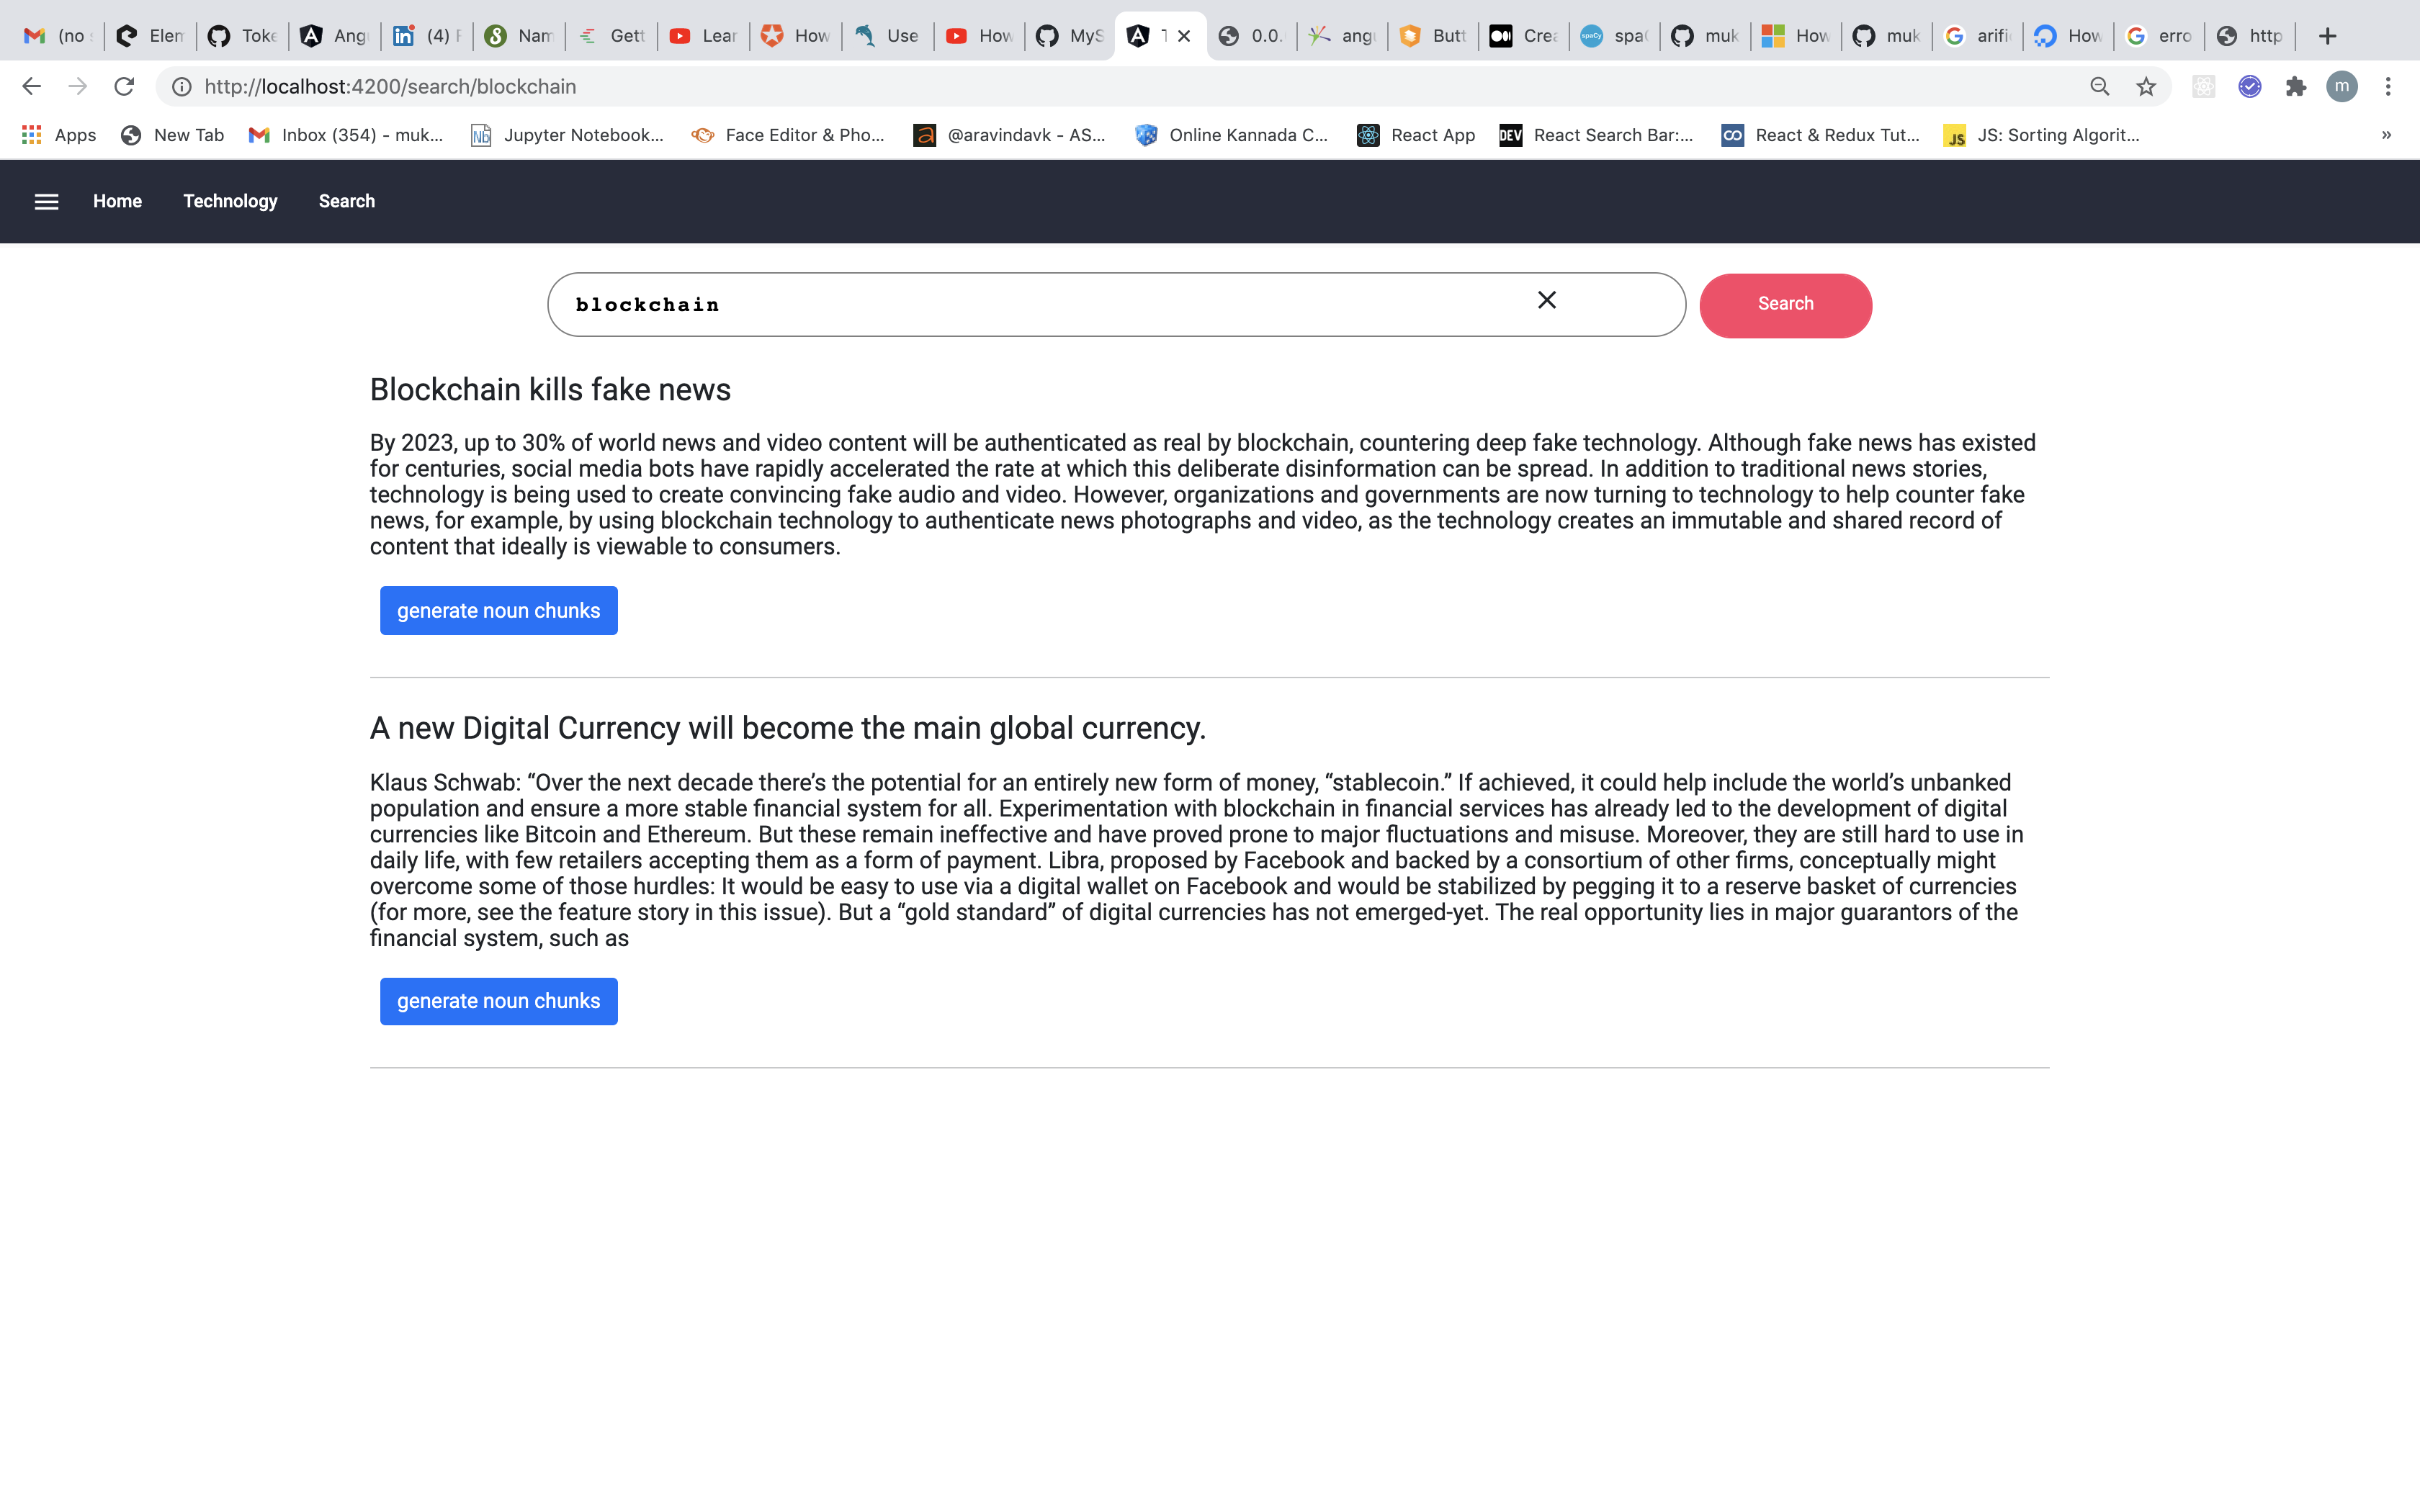 (no Elem Toke Ang (4) Nam Gett Lear How Use How MyS 0.0. ang Butt Crea spa muk How muk arifi How erro http
http://localhost:4200/search/blockchain m
Apps New Tab Inbox (354) - muk... Jupyter Notebook... Face Editor & Pho... @aravindavk - AS... Online Kannada C... React App DEV React Search Bar:... React & Redux Tut... JS JS: Sorting Algorit... »
Home Technology Search
blockchain Search
Blockchain kills fake news
By 2023, up to 30% of world news and video content will be authenticated as real by blockchain, countering deep fake technology. Although fake news has existed
for centuries, social media bots have rapidly accelerated the rate at which this deliberate disinformation can be spread. In addition to traditional news stories,
technology is being used to create convincing fake audio and video. However, organizations and governments are now turning to technology to help counter fake
news, for example, by using blockchain technology to authenticate news photographs and video, as the technology creates an immutable and shared record of
content that ideally is viewable to consumers.
generate noun chunks
A new Digital Currency will become the main global currency.
Klaus Schwab: “Over the next decade there’s the potential for an entirely new form of money, “stablecoin.” If achieved, it could help include the world’s unbanked
population and ensure a more stable financial system for all. Experimentation with blockchain in financial services has already led to the development of digital
currencies like Bitcoin and Ethereum. But these remain ineffective and have proved prone to major fluctuations and misuse. Moreover, they are still hard to use in
daily life, with few retailers accepting them as a form of payment. Libra, proposed by Facebook and backed by a consortium of other firms, conceptually might
overcome some of those hurdles: It would be easy to use via a digital wallet on Facebook and would be stabilized by pegging it to a reserve basket of currencies
(for more, see the feature story in this issue). But a “gold standard” of digital currencies has not emerged-yet. The real opportunity lies in major guarantors of the
financial system, such as
generate noun chunks